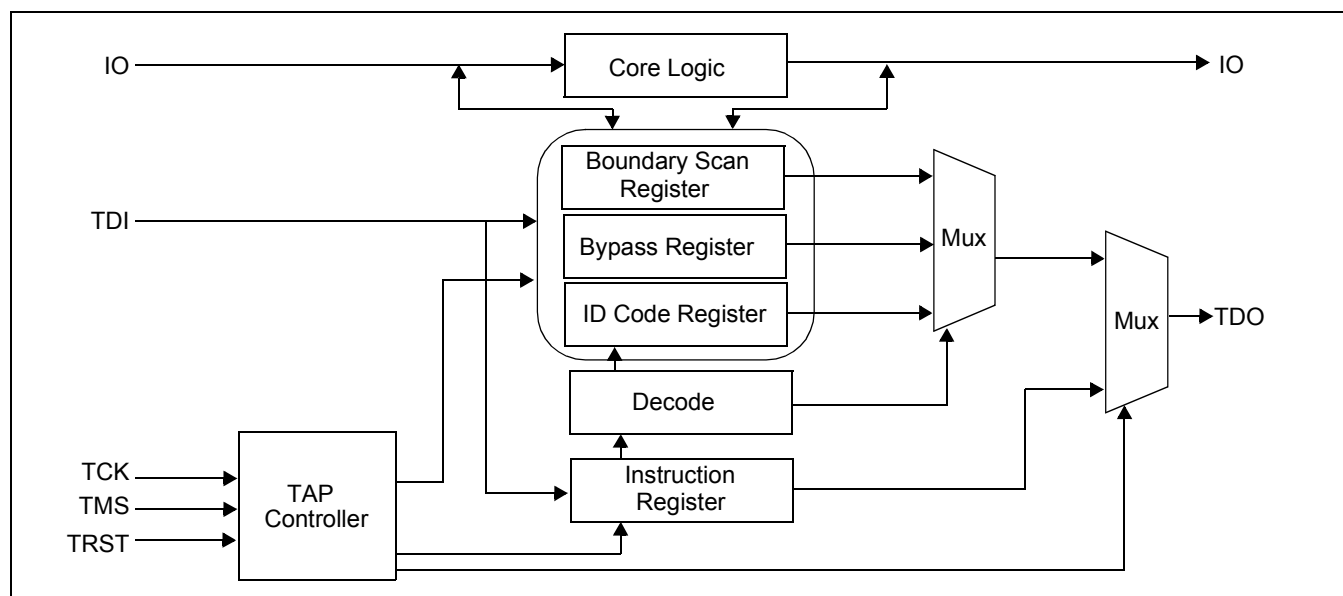 IO
Core Logic
IO
Boundary Scan
Register
TDI
Bypass Register
Mux
ID Code Register
Mux
TDO
Decode
TCK
TMS
TRST
TAP
Controller
Instruction
Register